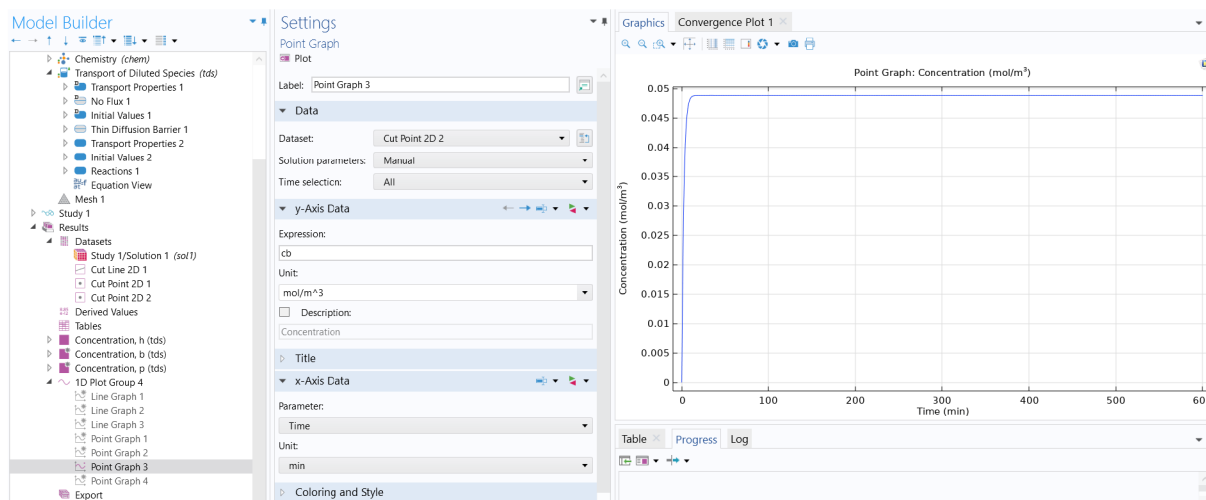 Model Builder
Chemistry (chem)
Transport of Diluted Species (tds)
Transport Properties 1
No Flux 1
Initial Values 1
Thin Diffusion Barrier 1
Transport Properties 2
Initial Values 2
Reactions 1
Equation View
Mesh 1
Study 1
Results
Datasets
Study 1/Solution 1 (sol1)
Cut Line 2D 1
Cut Point 2D 1
Cut Point 2D 2
Derived Values
Tables
Concentration, h (tds)
Concentration, b (tds)
Concentration, p (tds)
1D Plot Group 4
Line Graph 1
Line Graph 2
Line Graph 3
Point Graph 1
Point Graph 2
Point Graph 3
Point Graph 4
Export
Settings
Point Graph
Plot
Label: Point Graph 3
Data
Dataset: Cut Point 2D 2
Solution parameters: Manual
Time selection: All
y-Axis Data
Expression:
cb
Unit:
mol/m^3
Description:
Concentration
Title
x-Axis Data
Parameter:
Time
Unit:
min
Coloring and Style
Graphics Convergence Plot 1
Point Graph: Concentration (mol/m³)
0.05
0.045
0.04
0.035
0.03
0.025
0.02
0.015
0.01
0.005
0
Concentration (mol/m³)
0 100 200 300 400 500 60
Time (min)
Table Progress Log